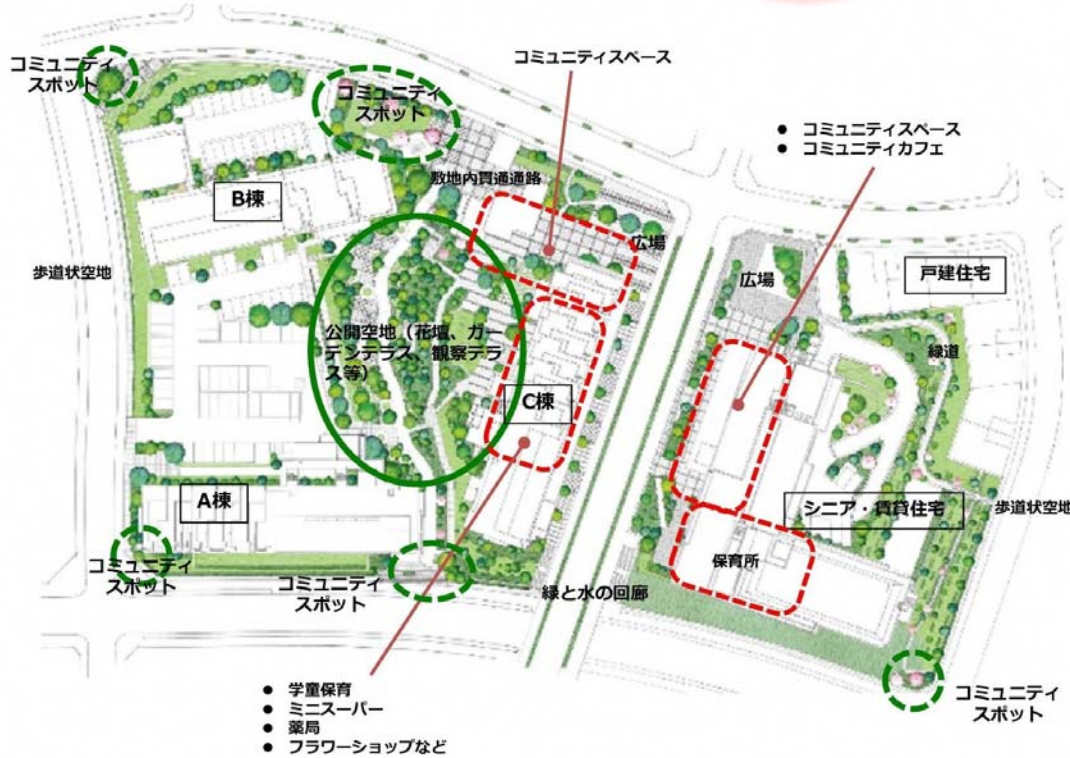 コミュニティ
スポット
コミュニティ
スポット
コミュニティスペース
● コミュニティスペース
● コミュニティカフェ
敷地内貫通通路
B棟
広場
歩道状空地
広場
戸建住宅
公開空地（花壇、ガー
デンテラス、観察テラ
ス等）
緑道
C棟
A棟
シニア・賃貸住宅
歩道状空地
コミュニティ
スポット
コミュニティ
スポット
保育所
緑と水の回廊
● 学童保育
● ミニスーパー
● 薬局
● フラワーショップなど
コミュニティ
スポット